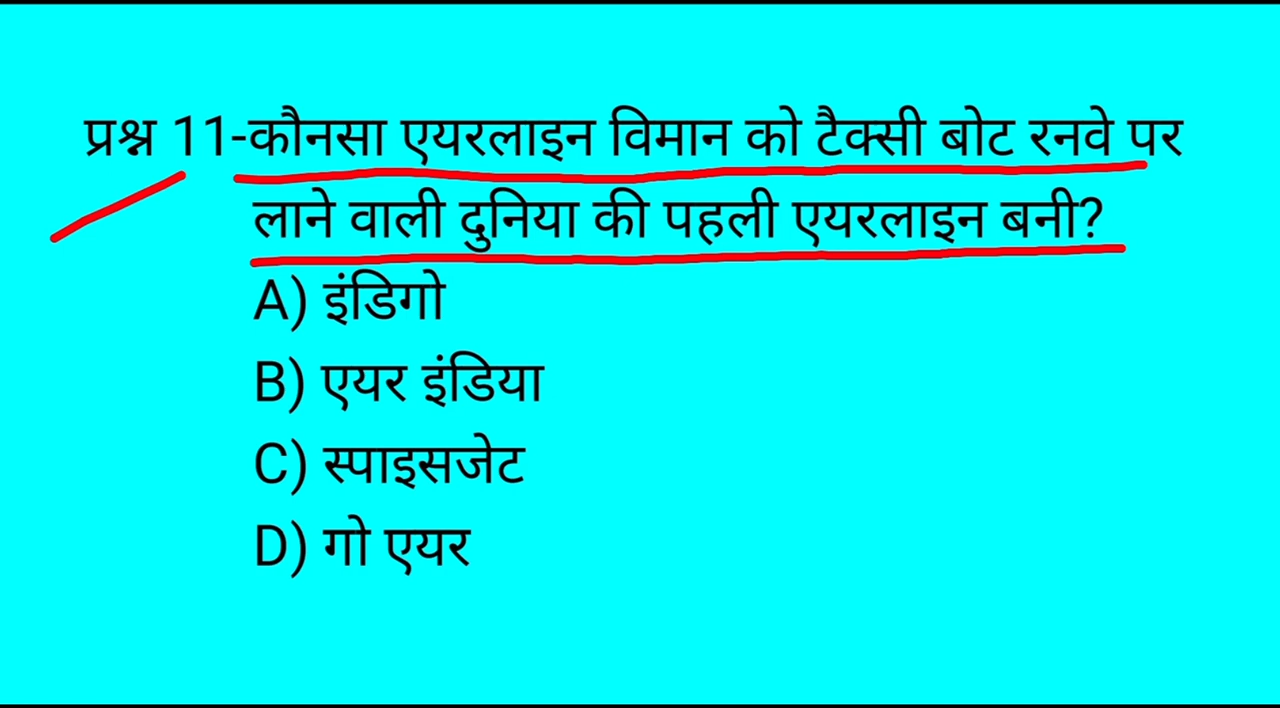 प्रश्न 11-कौनसा एयरलाइन विमान को टैक्सी बोट रनवे पर
लाने वाली दुनिया की पहली एयरलाइन बनी?
A) इंडिगो
B) एयर इंडिया
C) स्पाइसजेट
D) गो एयर